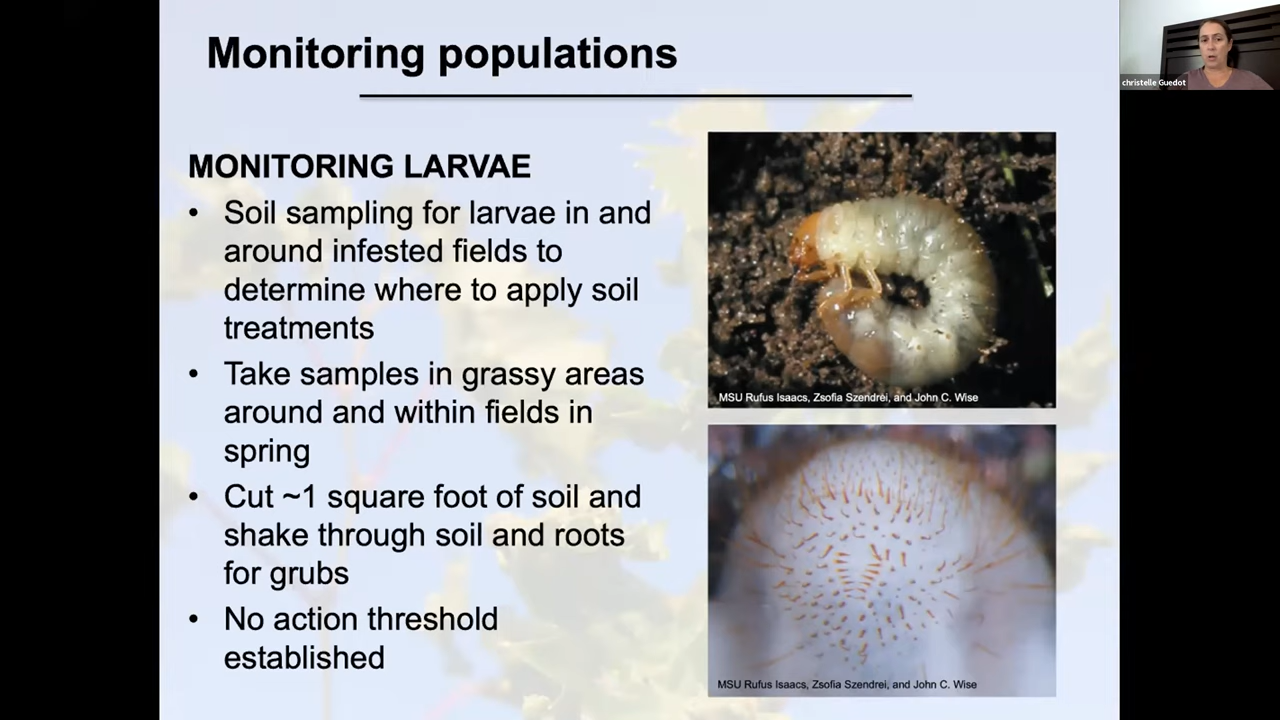 Monitoring populations
christelle Guedot
MONITORING LARVAE
• Soil sampling for larvae in and
around infested fields to
determine where to apply soil
treatments
• Take samples in grassy areas
around and within fields in
spring
• Cut ~1 square foot of soil and
shake through soil and roots
for grubs
• No action threshold
established
MSU Rufus Isaacs, Zsofia Szendrei, and John C. Wise
MSU Rufus Isaacs, Zsofia Szendrei, and John C. Wise